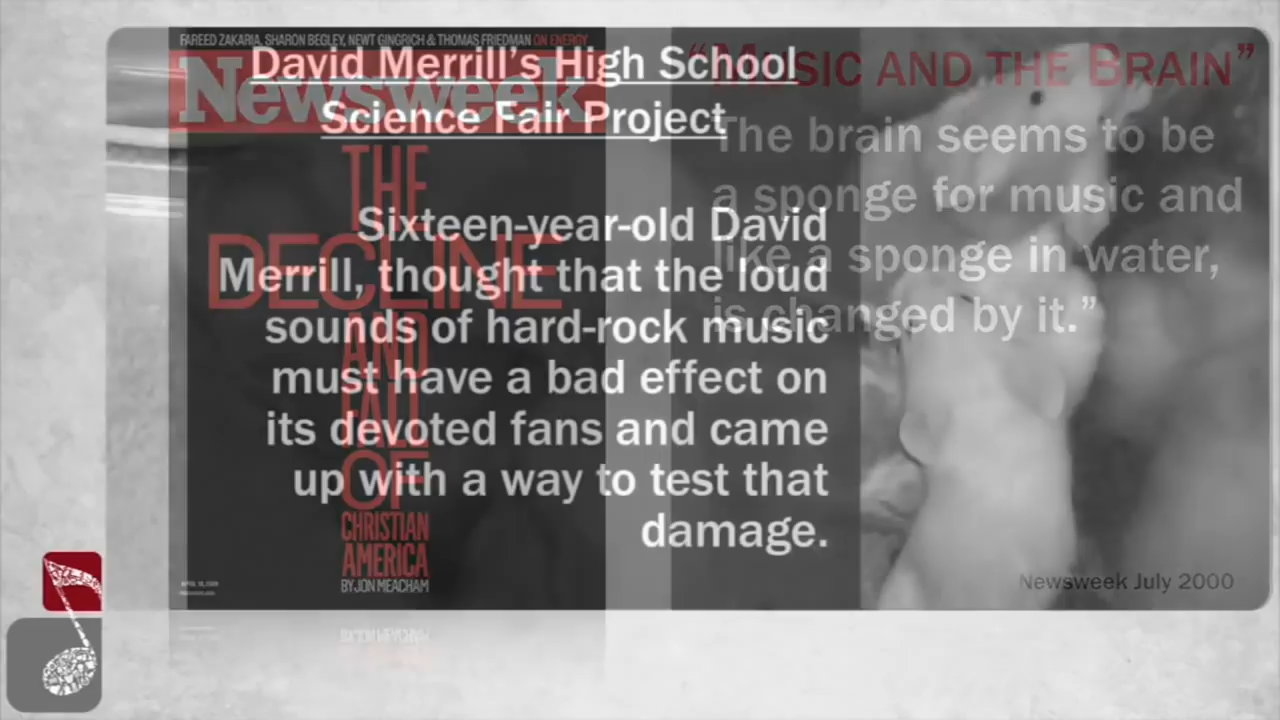 FAREED ZAKARIA, SHARON BEGLEY, NEWT GINGRICH & THOMAS FRIEDMAN ON ENERGY
Newsweek
THE
DECLINE
AND
FALL
OF
CHRISTIAN
AMERICA
BY JON MEACHAM
David Merrill's High School
Science Fair Project
Sixteen-year-old David
Merrill, thought that the loud
sounds of hard-rock music
must have a bad effect on
its devoted fans and came
up with a way to test that
damage.
“MUSIC AND THE BRAIN”
The brain seems to be
a sponge for music and
like a sponge in water,
is changed by it.”
Newsweek July 2000